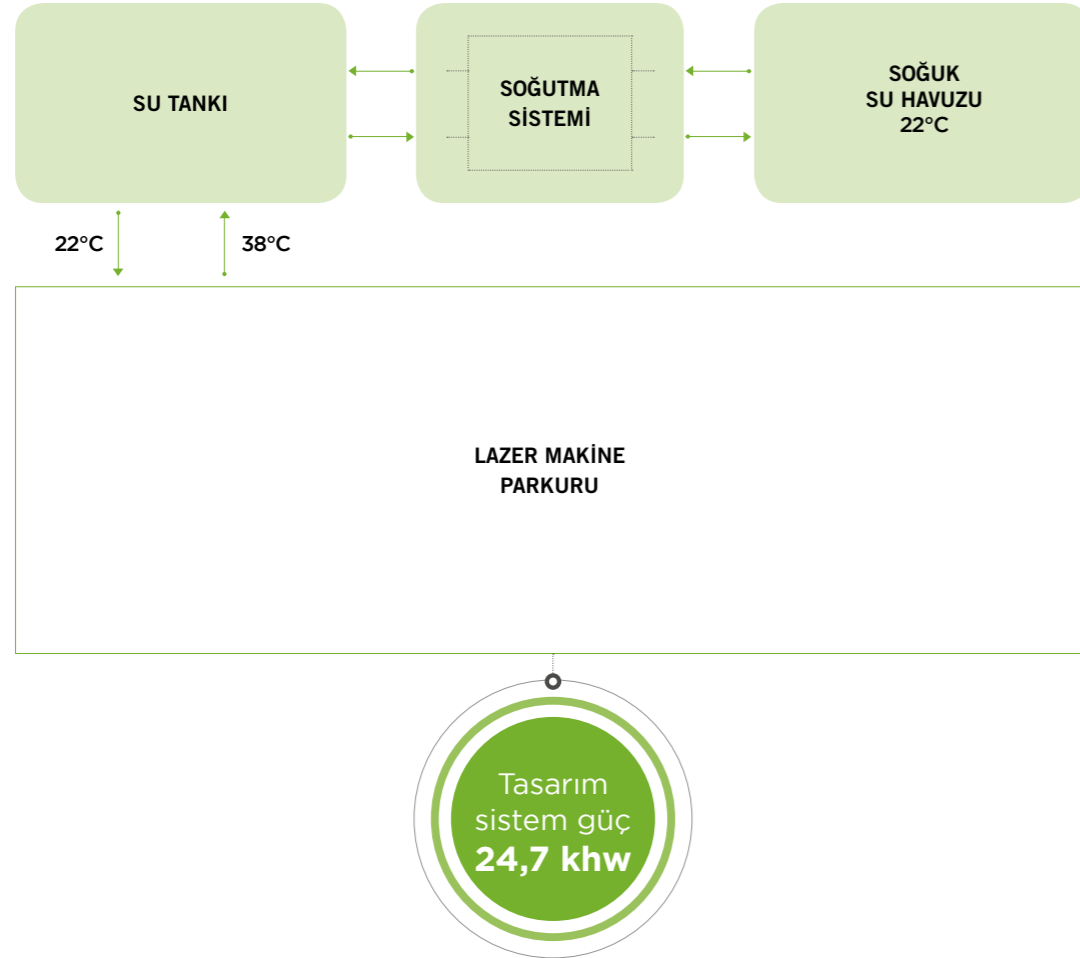 SU TANKI
SOĞUTMA
SİSTEMİ
SOĞUK
SU HAVUZU
22°C
22°C
38°C
LAZER MAKİNE
PARKURU
Tasarım
sistem güç
24,7 khw